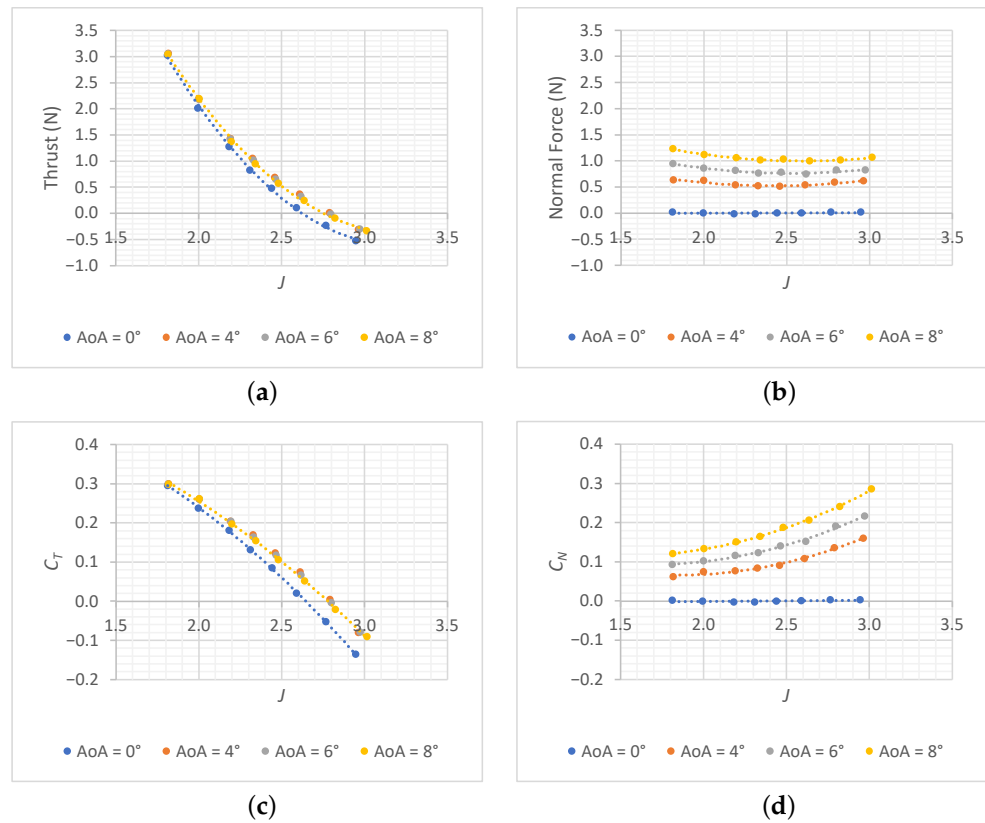 3.5
3.0
2.5
2.0
1.5
1.0
0.5
0.0
−0.5
−1.0
1.5 2.0 2.5 3.0 3.5
Thrust (N)
J
AoA = 0° AoA = 4° AoA = 6° AoA = 8°
(a)
3.5
3.0
2.5
2.0
1.5
1.0
0.5
0.0
−0.5
−1.0
1.5 2.0 2.5 3.0 3.5
Normal Force (N)
J
AoA = 0° AoA = 4° AoA = 6° AoA = 8°
(b)
0.4
0.3
0.2
0.1
0.0
−0.1
−0.2
1.5 2.0 2.5 3.0 3.5
C_T
J
AoA = 0° AoA = 4° AoA = 6° AoA = 8°
(c)
0.4
0.3
0.2
0.1
0.0
−0.1
−0.2
1.5 2.0 2.5 3.0 3.5
C_N
J
AoA = 0° AoA = 4° AoA = 6° AoA = 8°
(d)